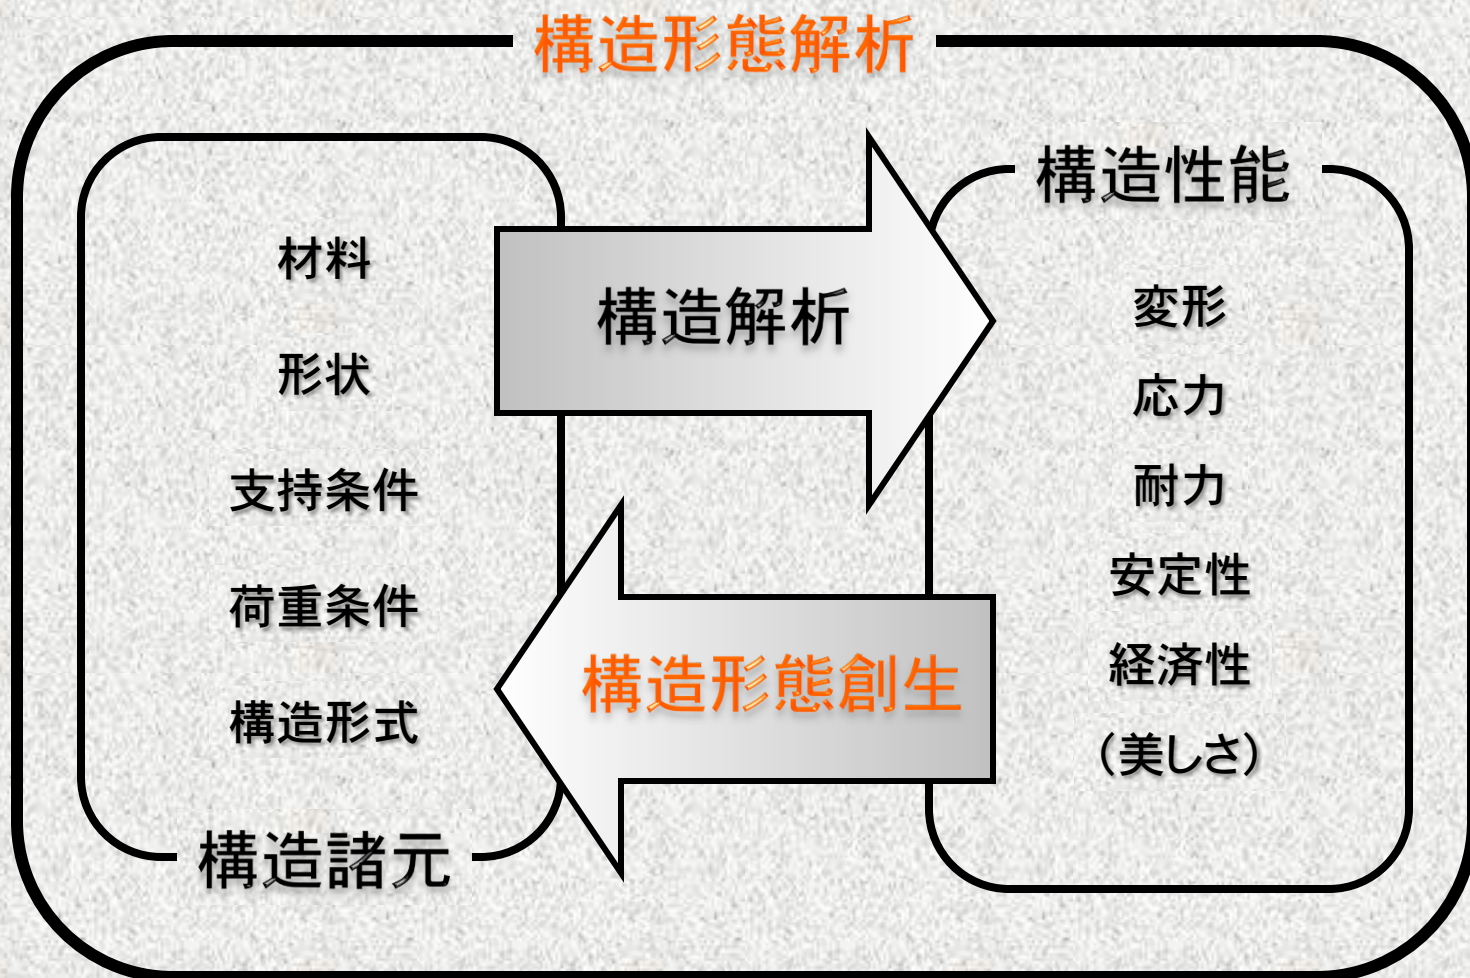 構造形態解析
材料
形状
支持条件
荷重条件
構造形式
構造諸元
構造解析
構造形態創生
構造性能
変形
応力
耐力
安定性
経済性
（美しさ）